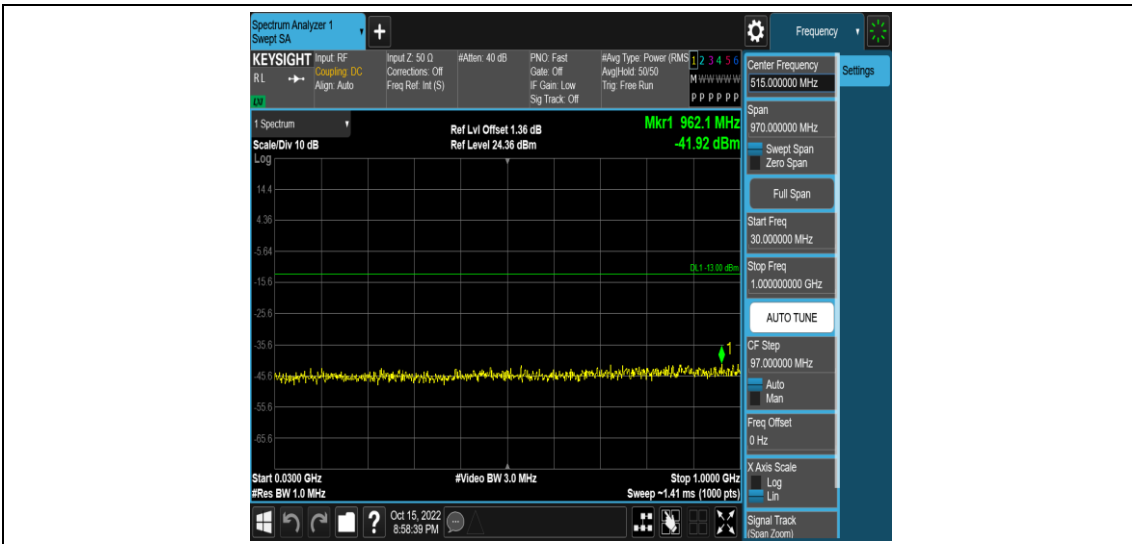 Spectrum Analyzer 1
Swept SA
+
Frequency
KEYSIGHT
R L
Input: RF
Coupling: DC
Align: Auto
Input Z: 50 Ω
Corrections: Off
Freq Ref: Int (S)
#Atten: 40 dB
PNO: Fast
Gate: Off
IF Gain: Low
Sig Track: Off
#Avg Type: Power (RMS
Avg|Hold: 50/50
Trig: Free Run
1 2 3 4 5 6
M W W W W W
P P P P P P
1 Spectrum
Scale/Div 10 dB
Log
Ref Lvl Offset 1.36 dB
Ref Level 24.36 dBm
Mkr1 962.1 MHz
-41.92 dBm
14.4
4.36
-5.64
DL1 -13.00 dBm
-15.6
-25.6
-35.6
1
-45.6
-55.6
-65.6
Start 0.0300 GHz
#Res BW 1.0 MHz
#Video BW 3.0 MHz
Stop 1.0000 GHz
Sweep ~1.41 ms (1000 pts)
Center Frequency
515.000000 MHz
Settings
Span
970.000000 MHz
Swept Span
Zero Span
Full Span
Start Freq
30.000000 MHz
Stop Freq
1.000000000 GHz
AUTO TUNE
CF Step
97.000000 MHz
Auto
Man
Freq Offset
0 Hz
X Axis Scale
Log
Lin
Signal Track
(Span Zoom)
?
Oct 15, 2022
8:58:39 PM